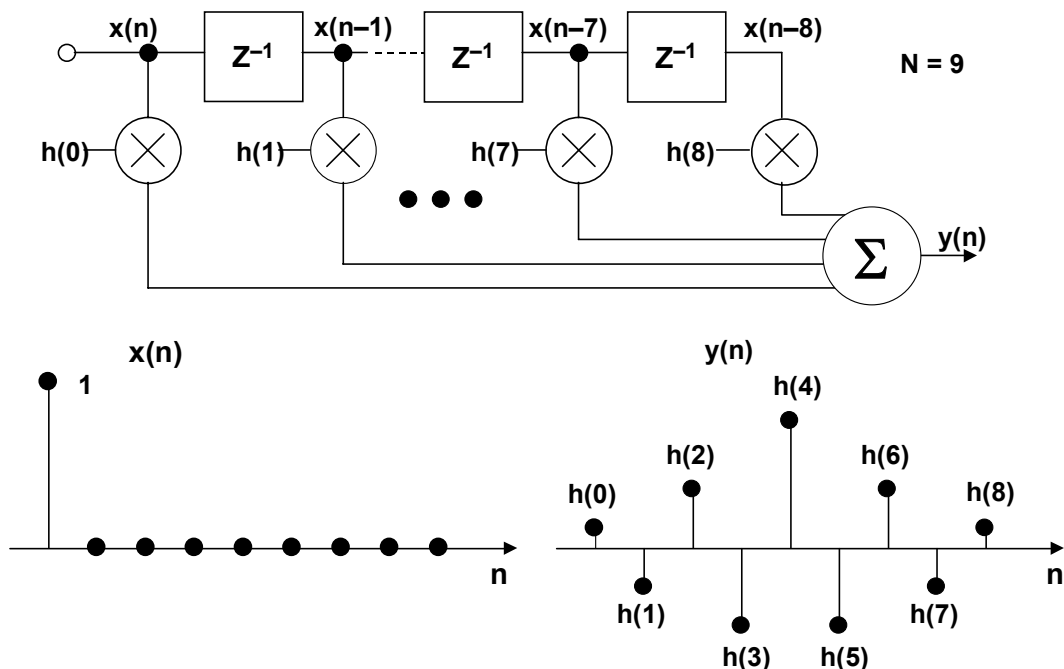 x(n) x(n–1) x(n–7) x(n–8)
Z–1 Z–1 Z–1 N = 9
h(0) h(1) h(7) h(8)
Σ y(n)
x(n) y(n)
1 h(4)
h(2) h(6)
h(0) h(8)
n n
h(1) h(7)
h(3) h(5)